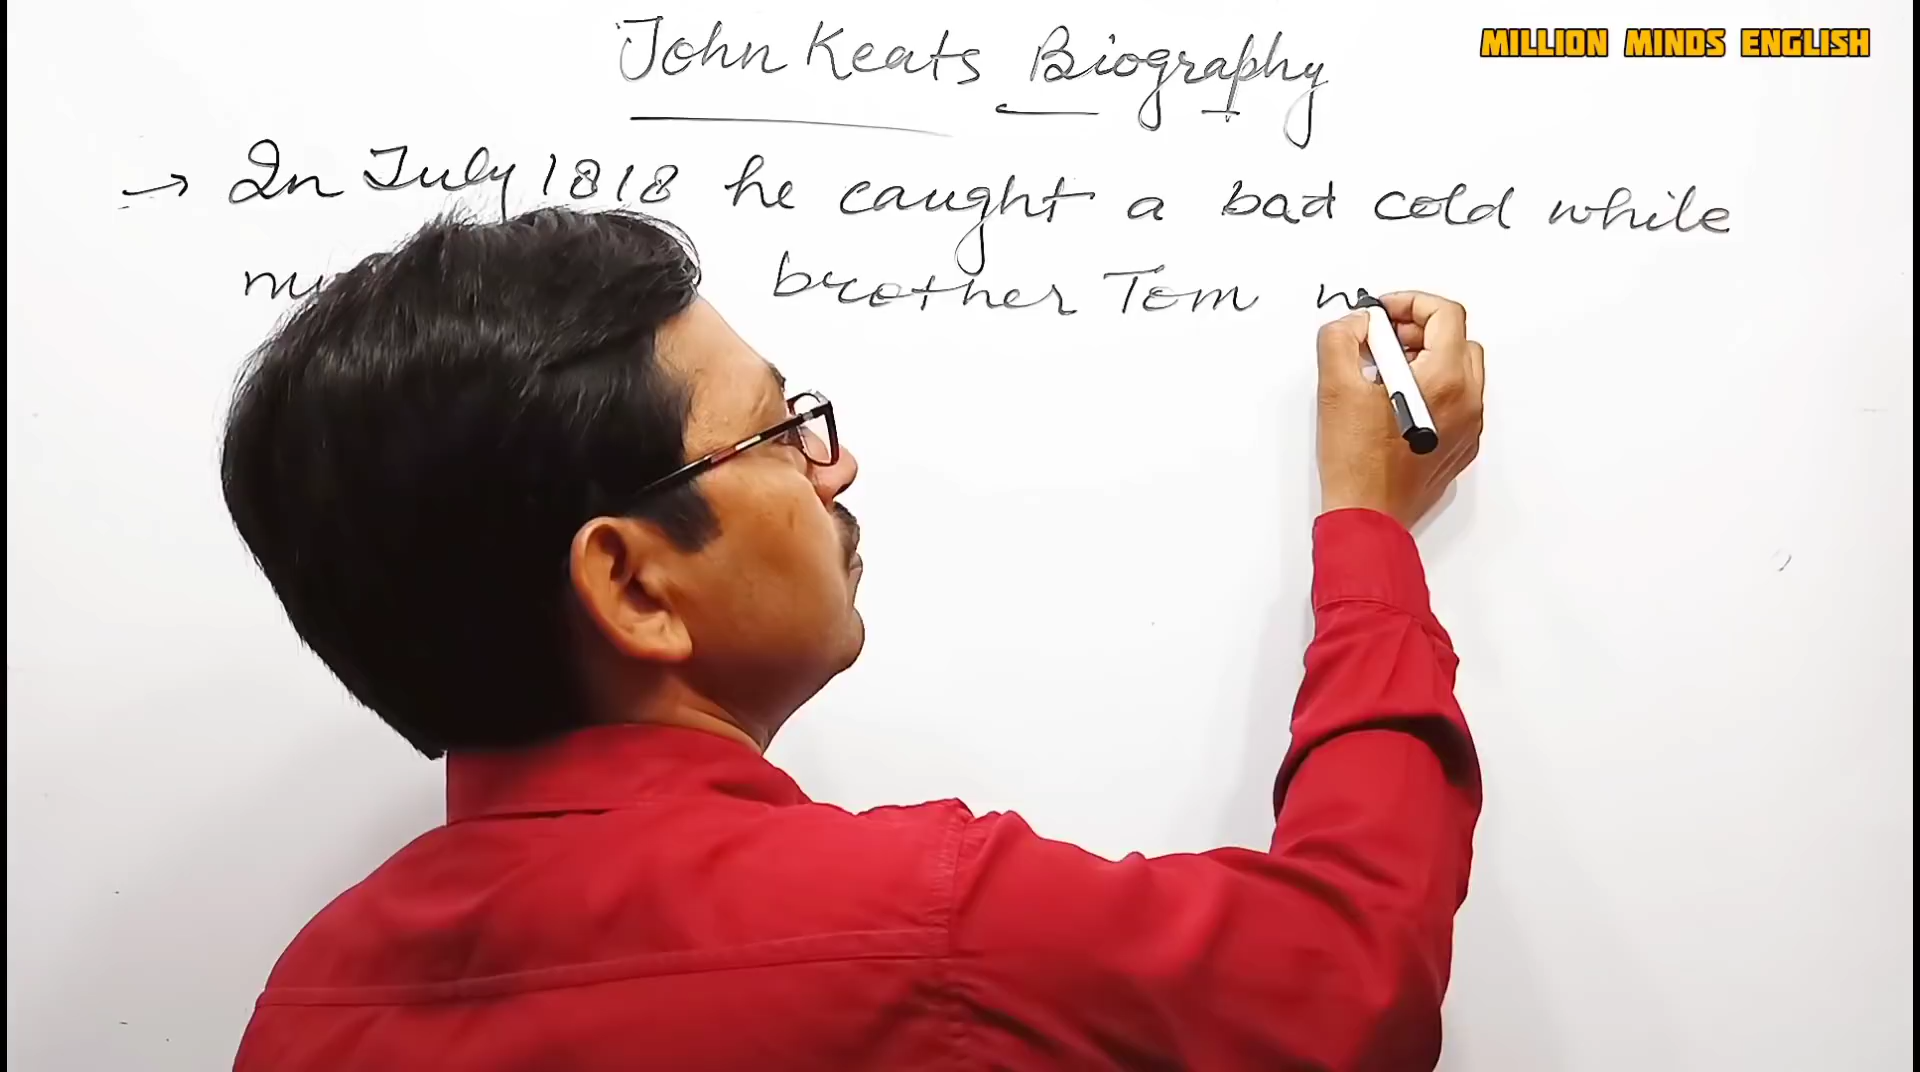 John Keats Biography
MILLION MINDS ENGLISH
→ In July 1818 he caught a bad cold while
brother Tom